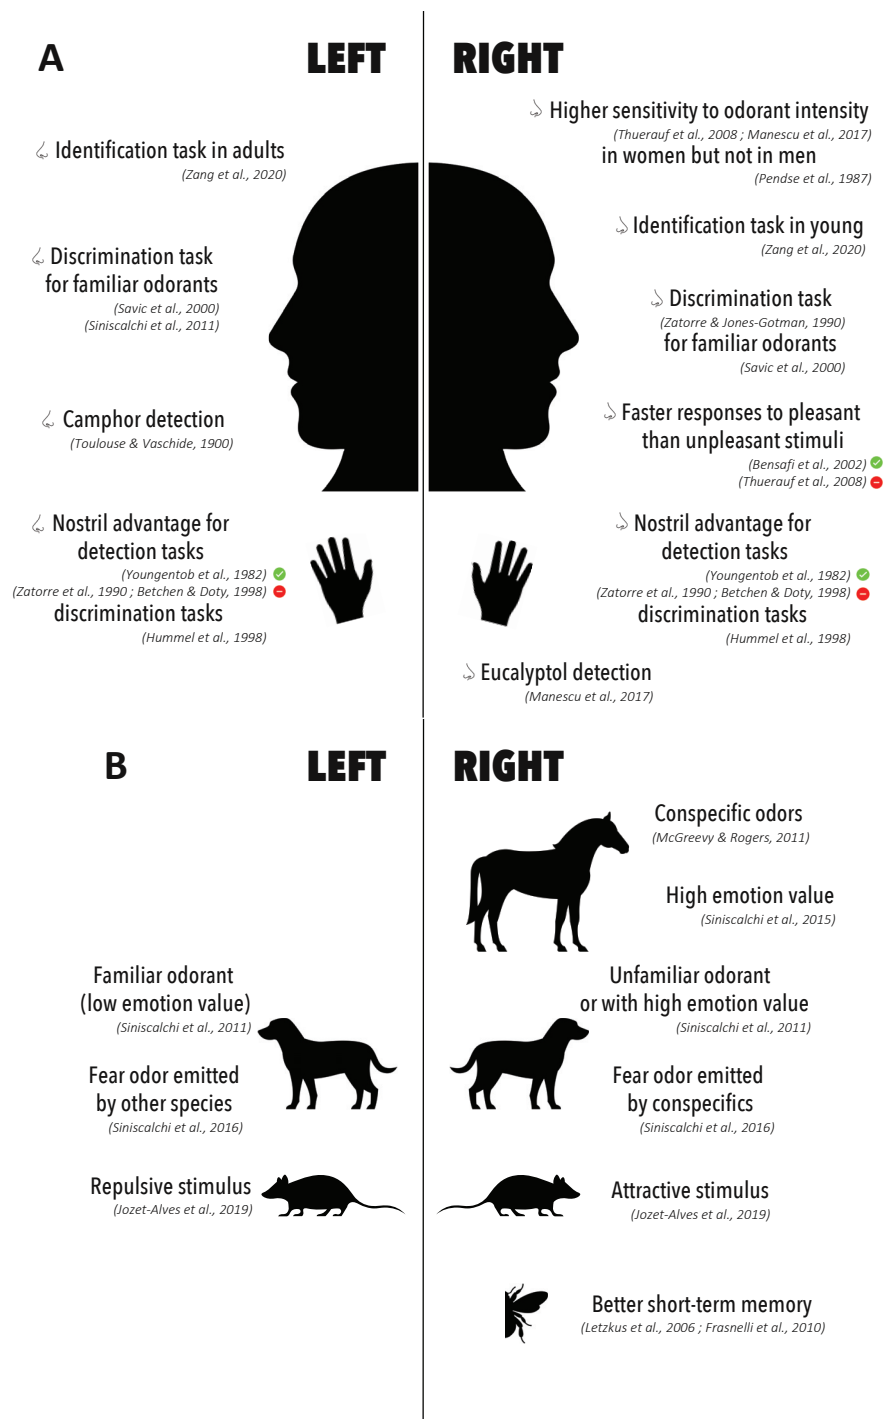 A
LEFT
RIGHT
Identification task in adults
(Zang et al., 2020)
Discrimination task
for familiar odorants
(Savic et al., 2000)
(Siniscalchi et al., 2011)
Camphor detection
(Toulouse & Vaschide, 1900)
Nostril advantage for
detection tasks
(Youngentob et al., 1982)
(Zatorre et al., 1990 ; Betchen & Doty, 1998)
discrimination tasks
(Hummel et al., 1998)
Higher sensitivity to odorant intensity
(Thuerauf et al., 2008 ; Manescu et al., 2017)
in women but not in men
(Pendse et al., 1987)
Identification task in young
(Zang et al., 2020)
Discrimination task
(Zatorre & Jones-Gotman, 1990)
for familiar odorants
(Savic et al., 2000)
Faster responses to pleasant
than unpleasant stimuli
(Bensafi et al., 2002)
(Thuerauf et al., 2008)
Nostril advantage for
detection tasks
(Youngentob et al., 1982)
(Zatorre et al., 1990 ; Betchen & Doty, 1998)
discrimination tasks
(Hummel et al., 1998)
Eucalyptol detection
(Manescu et al., 2017)
B
LEFT
RIGHT
Conspecific odors
(McGreevy & Rogers, 2011)
High emotion value
(Siniscalchi et al., 2015)
Familiar odorant
(low emotion value)
(Siniscalchi et al., 2011)
Fear odor emitted
by other species
(Siniscalchi et al., 2016)
Unfamiliar odorant
or with high emotion value
(Siniscalchi et al., 2011)
Fear odor emitted
by conspecifics
(Siniscalchi et al., 2016)
Repulsive stimulus
(Jozet-Alves et al., 2019)
Attractive stimulus
(Jozet-Alves et al., 2019)
Better short-term memory
(Letzkus et al., 2006 ; Frasnelli et al., 2010)